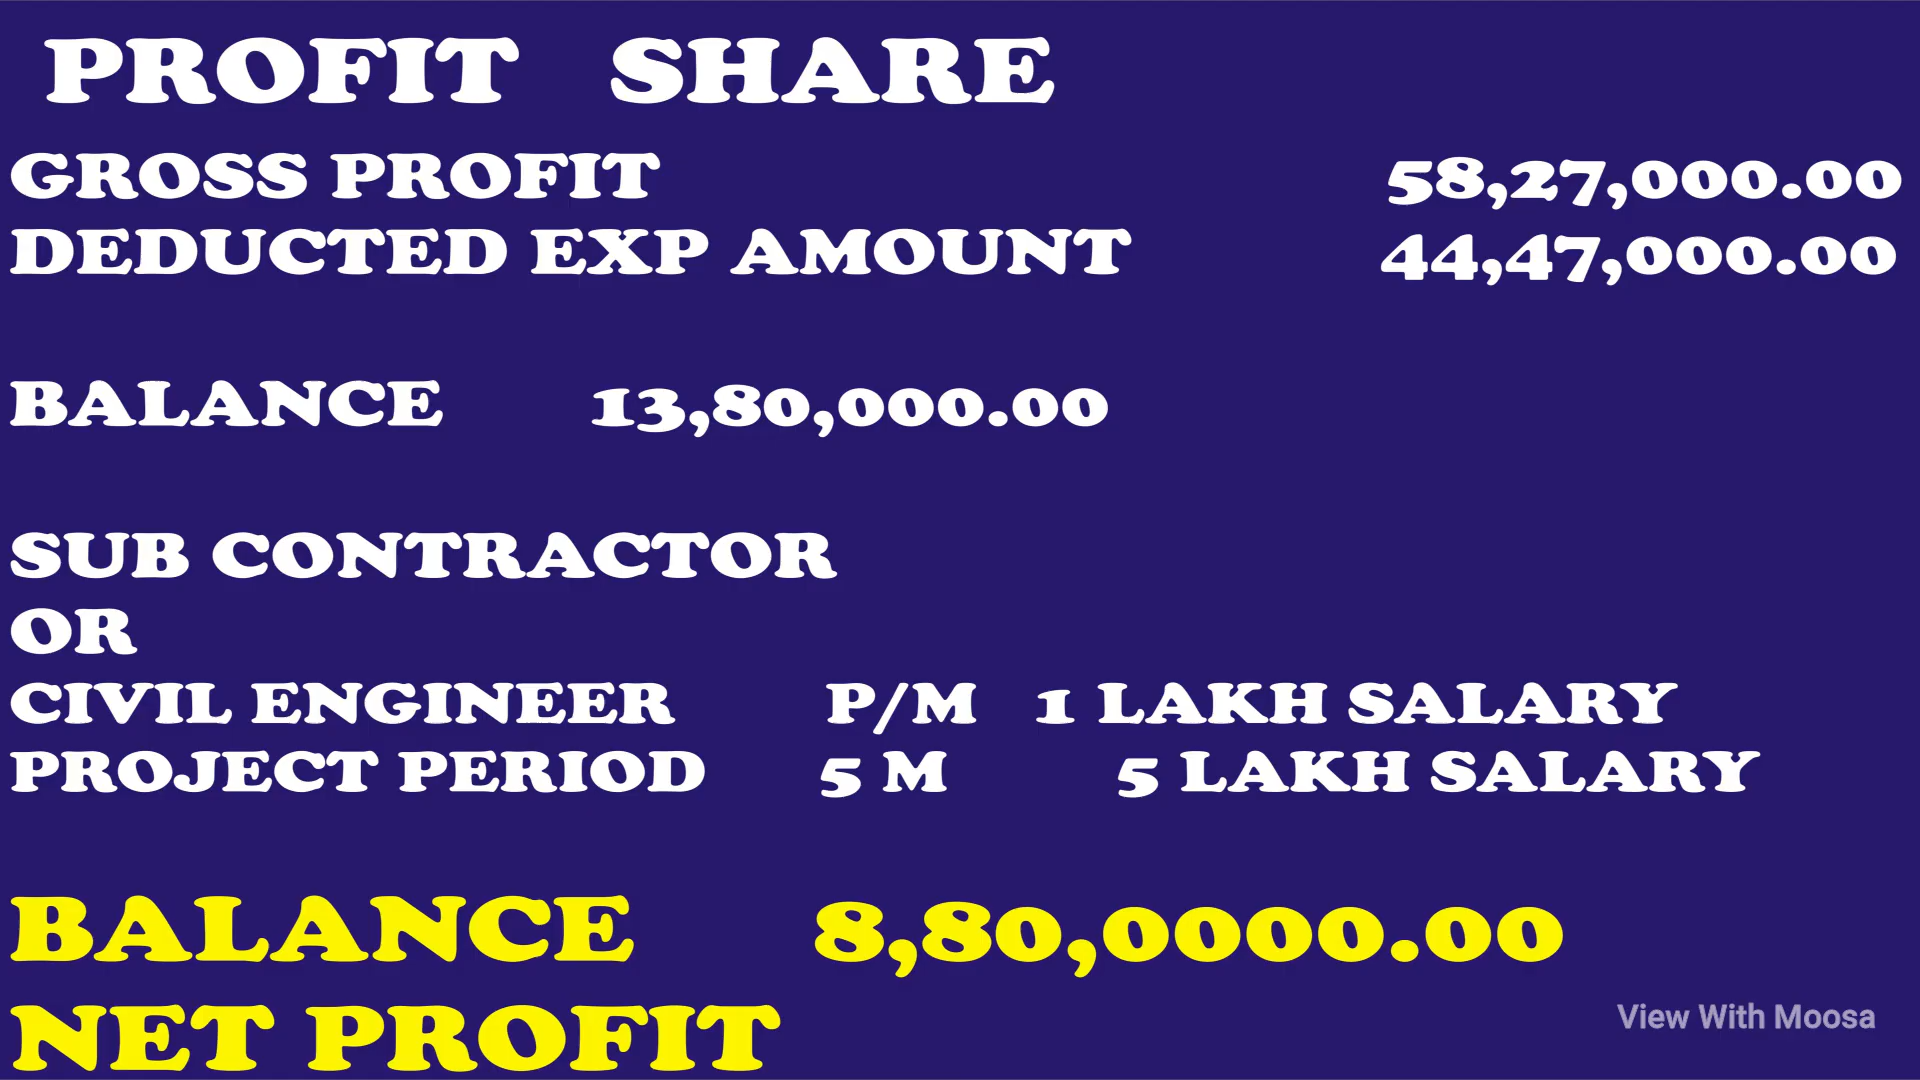 PROFIT SHARE
GROSS PROFIT 58,27,000.00
DEDUCTED EXP AMOUNT 44,47,000.00
BALANCE 13,80,000.00
SUB CONTRACTOR
OR
CIVIL ENGINEER P/M 1 LAKH SALARY
PROJECT PERIOD 5 M 5 LAKH SALARY
BALANCE 8,80,0000.00
NET PROFIT
View With Moosa